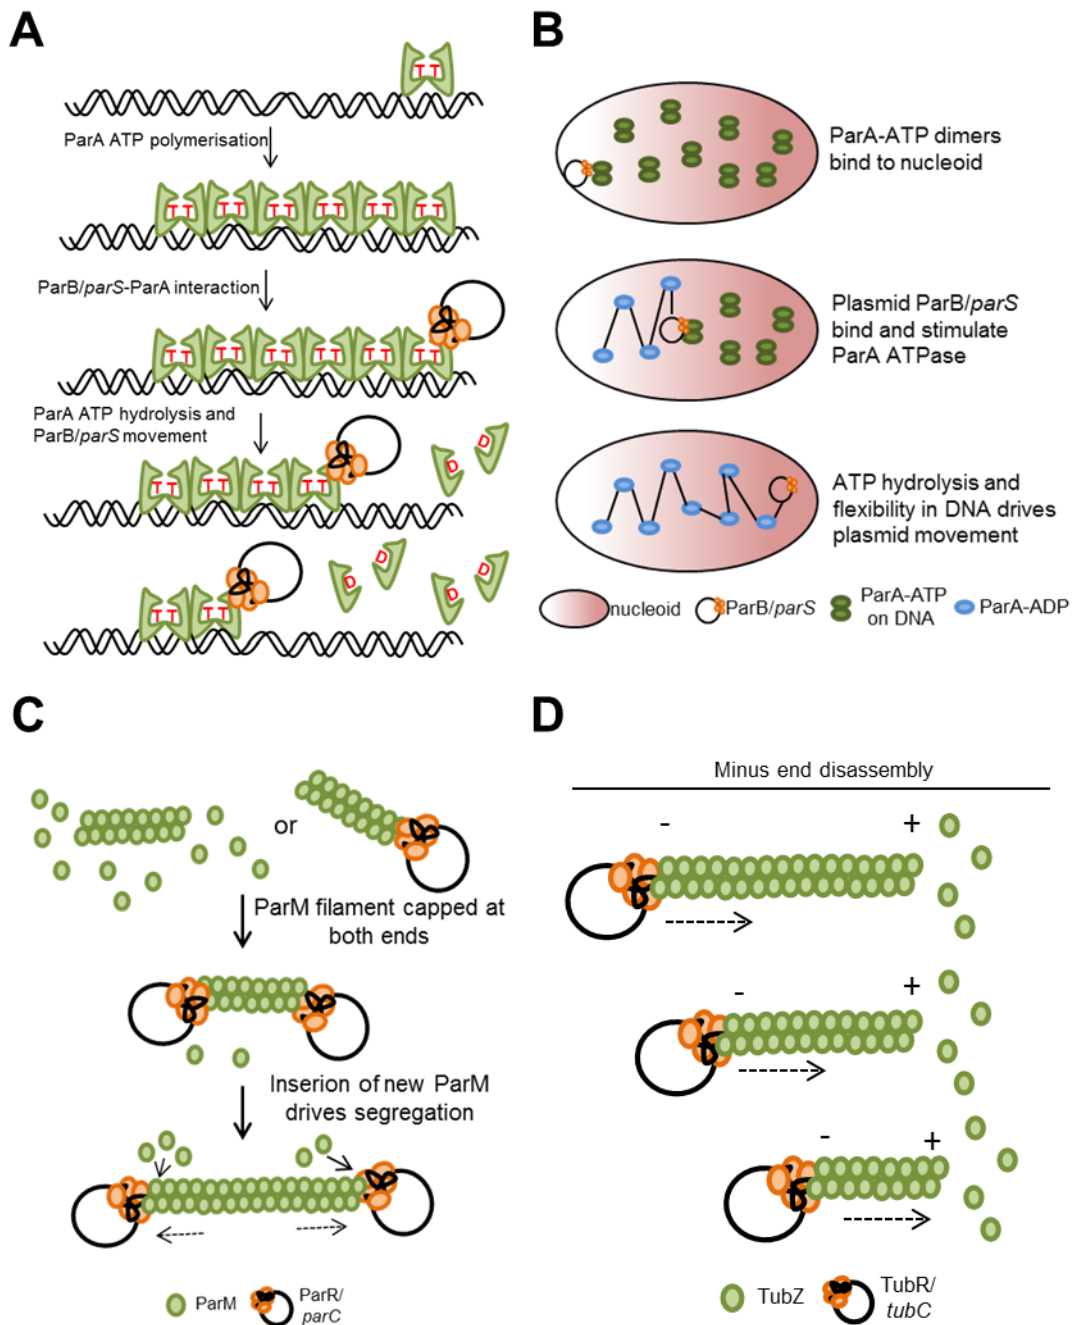 A
T T
ParA ATP polymerisation
T T T T T T T T T T T T
ParB/parS-ParA interaction
T T T T T T T T T T T T
ParA ATP hydrolysis and
ParB/parS movement
T T T T T T T T D D
T T T T D D D D
B
ParA-ATP dimers
bind to nucleoid
Plasmid ParB/parS
bind and stimulate
ParA ATPase
ATP hydrolysis and
flexibility in DNA drives
plasmid movement
nucleoid ParB/parS ParA-ATP
on DNA ParA-ADP
C
or
ParM filament capped at
both ends
Inserion of new ParM
drives segregation
ParM ParR/
parC
D
Minus end disassembly
- +
- +
- +
TubZ TubR/
tubC